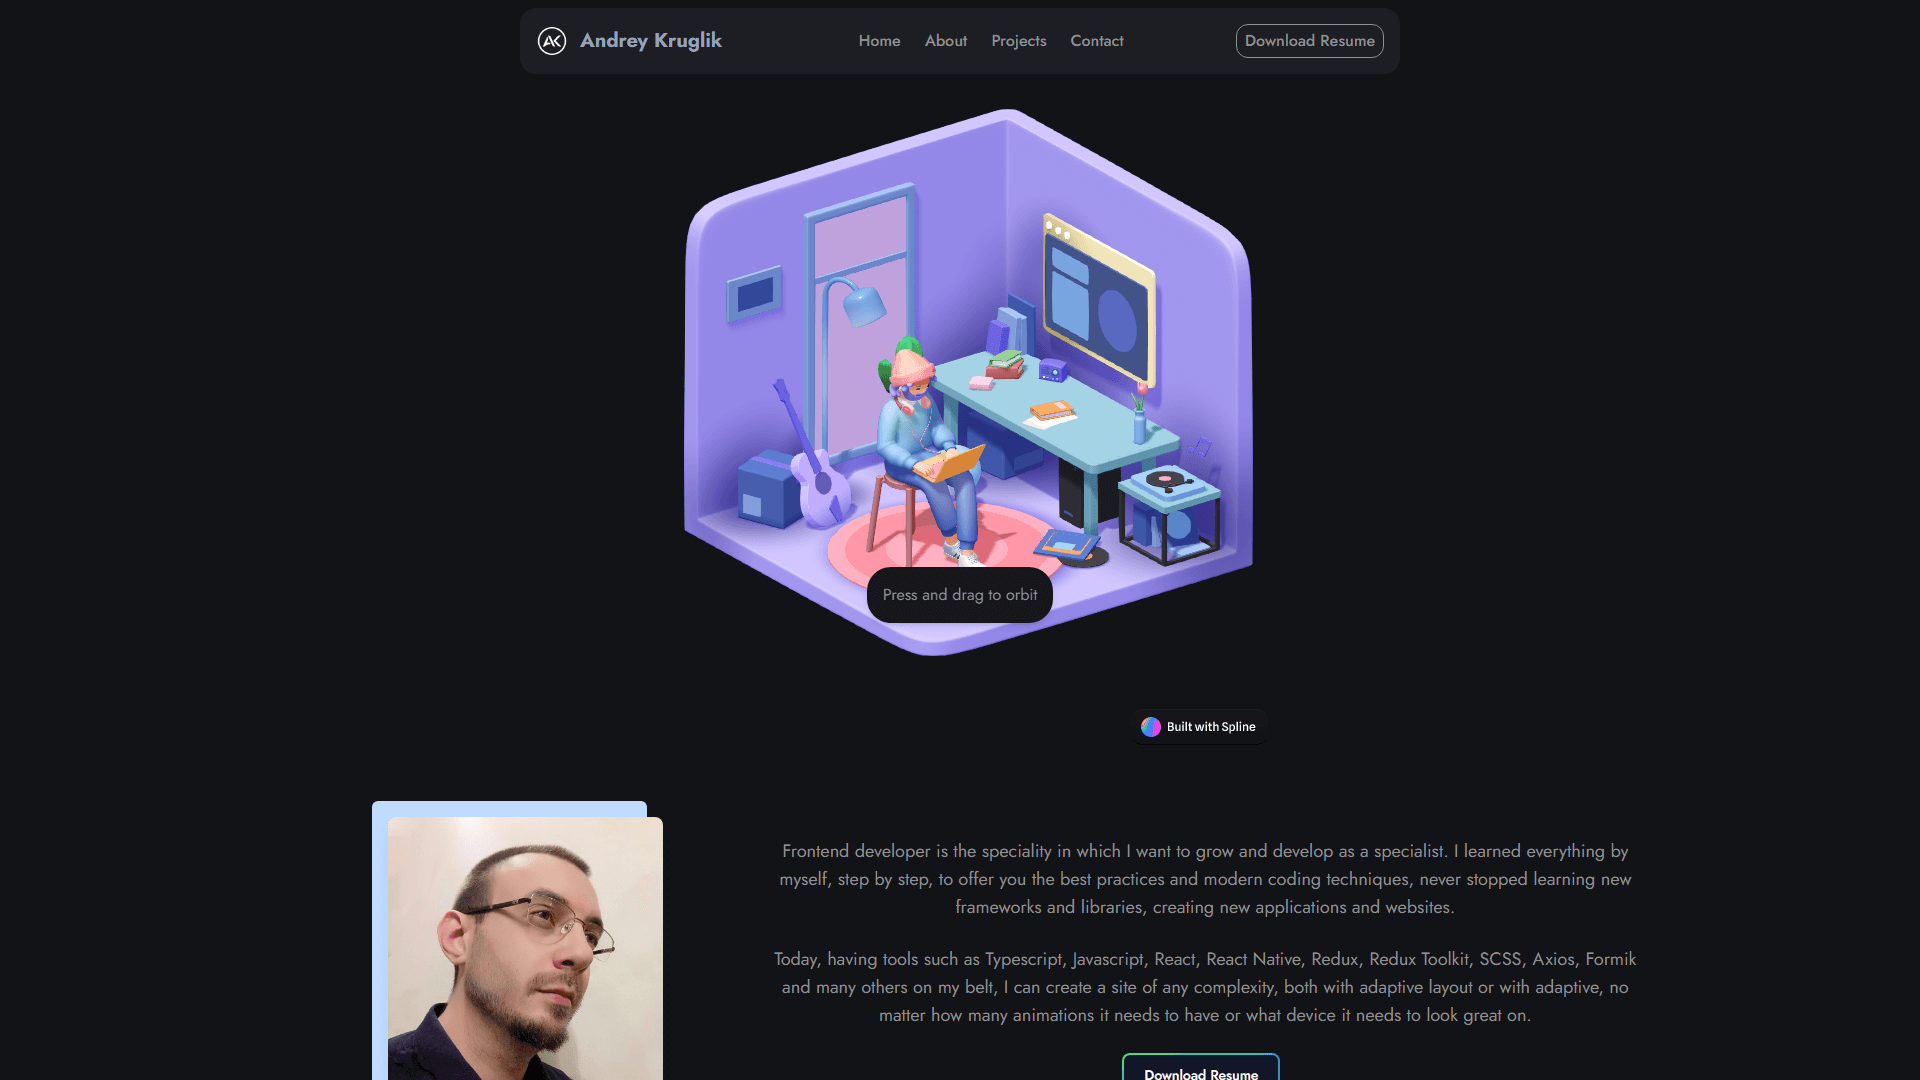 AK Andrey Kruglik
Home About Projects Contact
Download Resume
Press and drag to orbit
Built with Spline
Frontend developer is the speciality in which I want to grow and develop as a specialist. I learned everything by
myself, step by step, to offer you the best practices and modern coding techniques, never stopped learning new
frameworks and libraries, creating new applications and websites.
Today, having tools such as Typescript, Javascript, React, React Native, Redux, Redux Toolkit, SCSS, Axios, Formik
and many others on my belt, I can create a site of any complexity, both with adaptive layout or with adaptive, no
matter how many animations it needs to have or what device it needs to look great on.
Download Resume